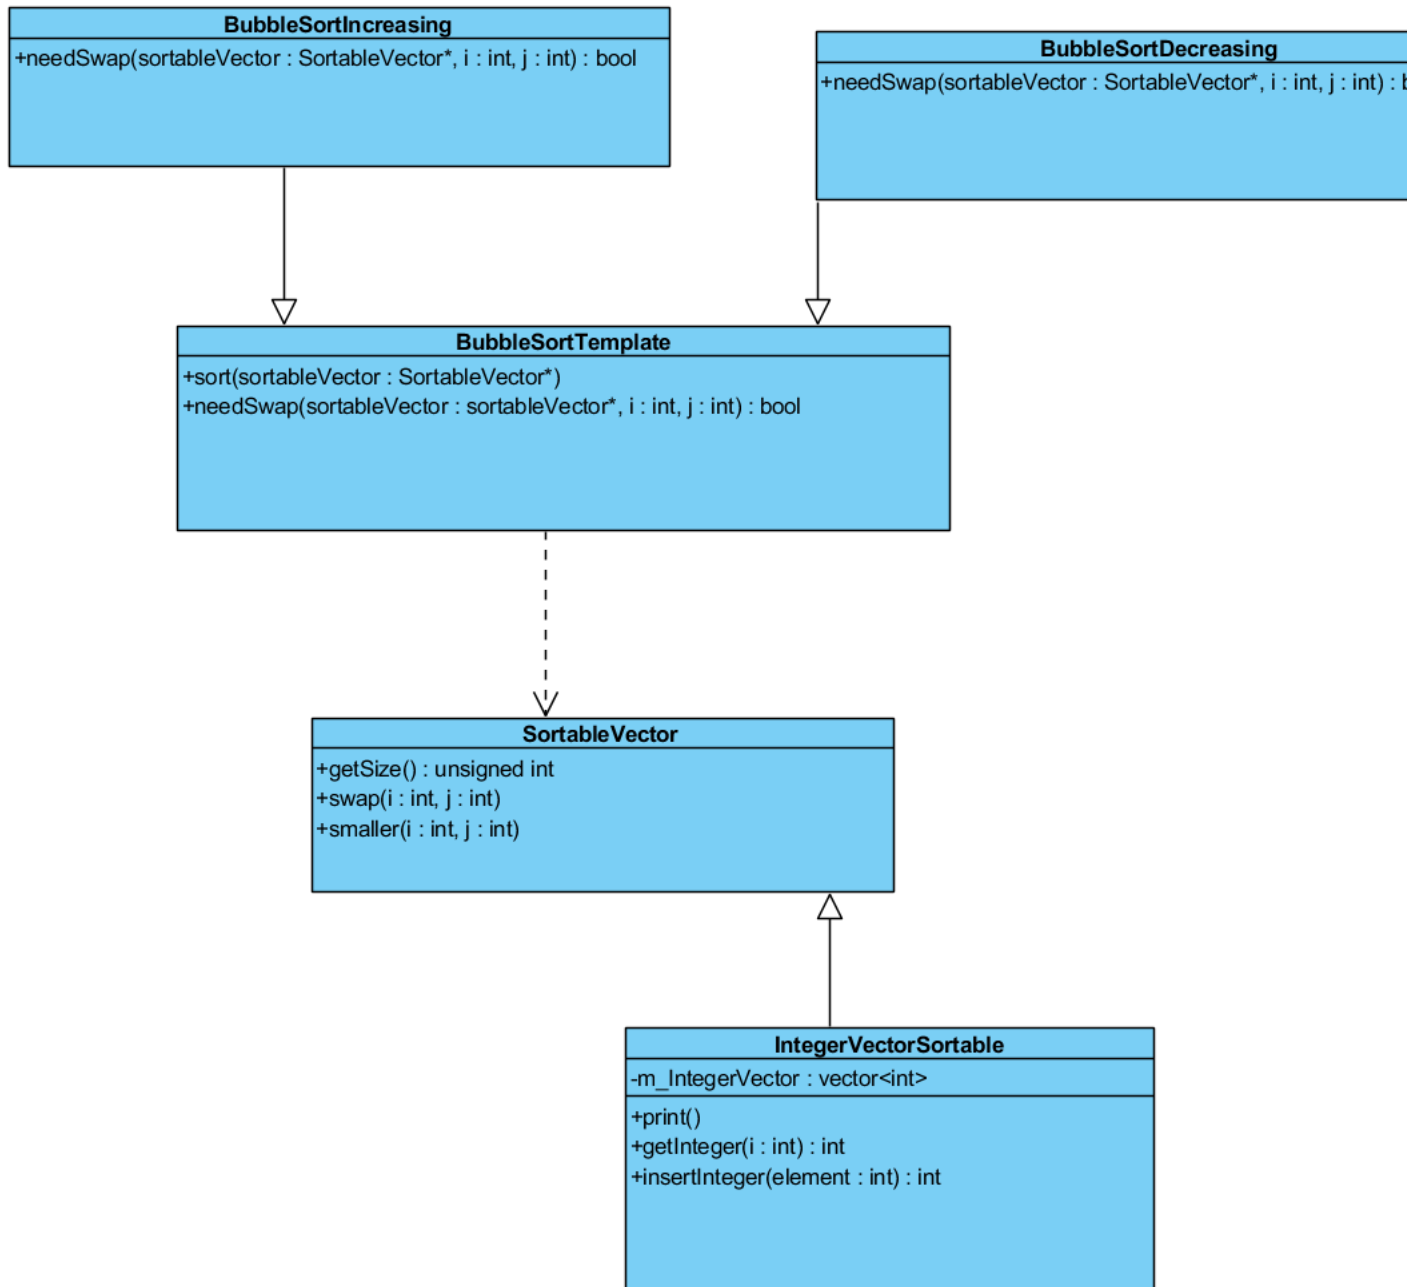 BubbleSortIncreasing
+needSwap(sortableVector : SortableVector*, i : int, j : int) : bool
BubbleSortDecreasing
+needSwap(sortableVector : SortableVector*, i : int, j : int) :
BubbleSortTemplate
+sort(sortableVector : SortableVector*)
+needSwap(sortableVector : sortableVector*, i : int, j : int) : bool
SortableVector
+getSize() : unsigned int
+swap(i : int, j : int)
+smaller(i : int, j : int)
IntegerVectorSortable
-m_IntegerVector : vector<int>
+print()
+getInteger(i : int) : int
+insertInteger(element : int) : int